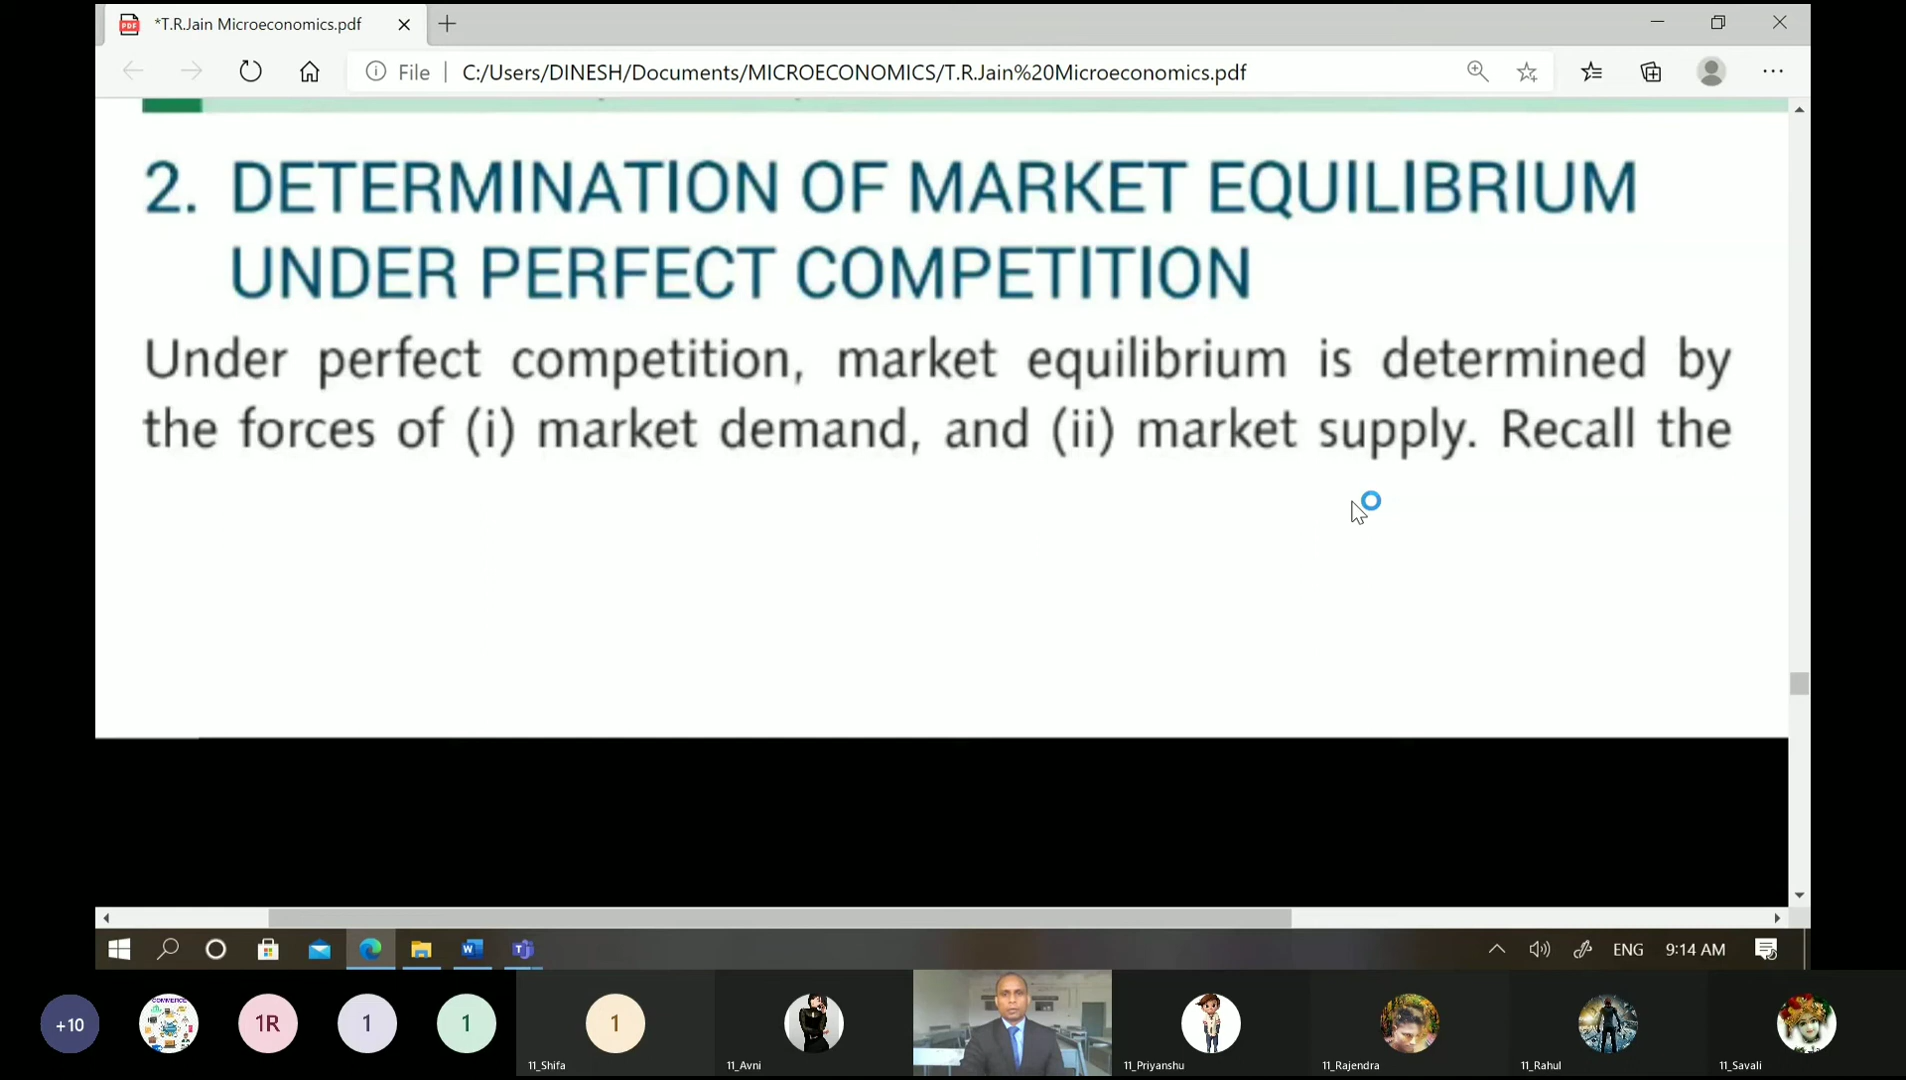 *T.R.Jain Microeconomics.pdf
File
C:/Users/DINESH/Documents/MICROECONOMICS/T.R.Jain%20Microeconomics.pdf
2. DETERMINATION OF MARKET EQUILIBRIUM
UNDER PERFECT COMPETITION
Under perfect competition, market equilibrium is determined by
the forces of (i) market demand, and (ii) market supply. Recall the
ENG 9:14 AM
+10
COMMERCE
1R
1
1
1
11_Shifa
11_Avni
11_Priyanshu
11_Rajendra
11_Rahul
11_Savali